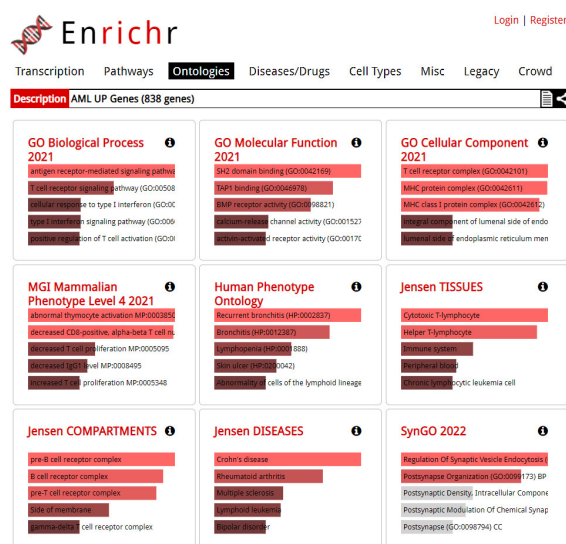 Enrichr
Login | Register
Transcription Pathways Ontologies Diseases/Drugs Cell Types Misc Legacy Crowd
Description AML UP Genes (838 genes)
GO Biological Process 2021
antigen receptor-mediated signaling pathwa
T cell receptor signaling pathway (GO:00508
cellular response to type I interferon (GO:00
type I interferon signaling pathway (GO:006
positive regulation of T cell activation (GO:00
GO Molecular Function 2021
SH2 domain binding (GO:0042169)
TAP1 binding (GO:0046978)
BMP receptor activity (GO:0098821)
calcium-release channel activity (GO:001527
activin-activated receptor activity (GO:0017
GO Cellular Component 2021
T cell receptor complex (GO:0042101)
MHC protein complex (GO:0042611)
MHC class I protein complex (GO:0042612)
integral component of lumenal side of endo
lumenal side of endoplasmic reticulum men
MGI Mammalian Phenotype Level 4 2021
abnormal thymocyte activation MP:0003850
decreased CD8-positive, alpha-beta T cell nu
decreased T cell proliferation MP:0005095
decreased IgG1 level MP:0008495
increased T cell proliferation MP:0005348
Human Phenotype Ontology
Recurrent bronchitis (HP:0002837)
Bronchitis (HP:0012387)
Lymphopenia (HP:0001888)
Skin ulcer (HP:0200042)
Abnormality of cells of the lymphoid lineage
Jensen TISSUES
Cytotoxic T-lymphocyte
Helper T-lymphocyte
Immune system
Peripheral blood
Chronic lymphocytic leukemia cell
Jensen COMPARTMENTS
pre-B cell receptor complex
B cell receptor complex
pre-T cell receptor complex
Side of membrane
gamma-delta T cell receptor complex
Jensen DISEASES
Crohn's disease
Rheumatoid arthritis
Multiple sclerosis
Lymphoid leukemia
Bipolar disorder
SynGO 2022
Regulation Of Synaptic Vesicle Endocytosis (
Postsynapse Organization (GO:0099173) BP
Postsynaptic Density, Intracellular Compone
Postsynaptic Modulation Of Chemical Synap
Postsynapse (GO:0098794) CC